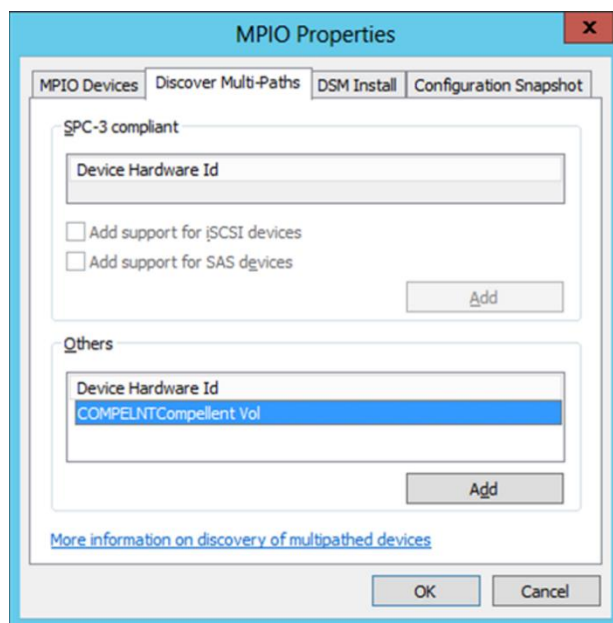 MPIO Properties
x
MPIO Devices Discover Multi-Paths DSM Install Configuration Snapshot
SPC-3 compliant
Device Hardware Id
Add support for iSCSI devices
Add support for SAS devices
Add
Others
Device Hardware Id
COMPELNTCompellent Vol
Add
More information on discovery of multipathed devices
OK Cancel